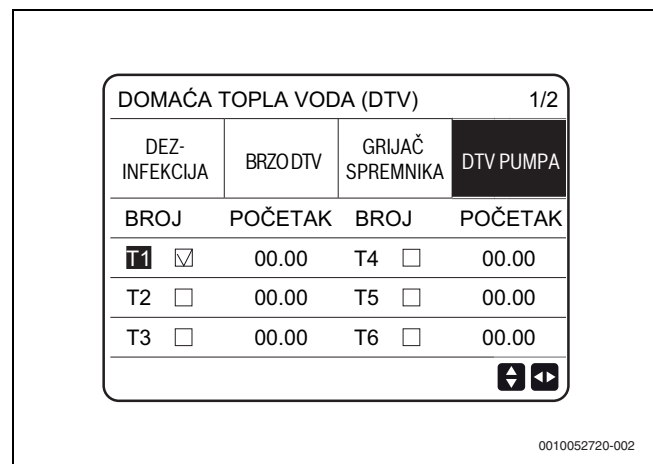 DOMAĆA TOPLA VODA (DTV) 1/2
DEZ-
INFEKCIJA
BRZO DTV
GRIJAČ
SPREMNIKA
DTV PUMPA
BROJ POČETAK BROJ POČETAK
T1 00.00 T4 00.00
T2 00.00 T5 00.00
T3 00.00 T6 00.00
0010052720-002